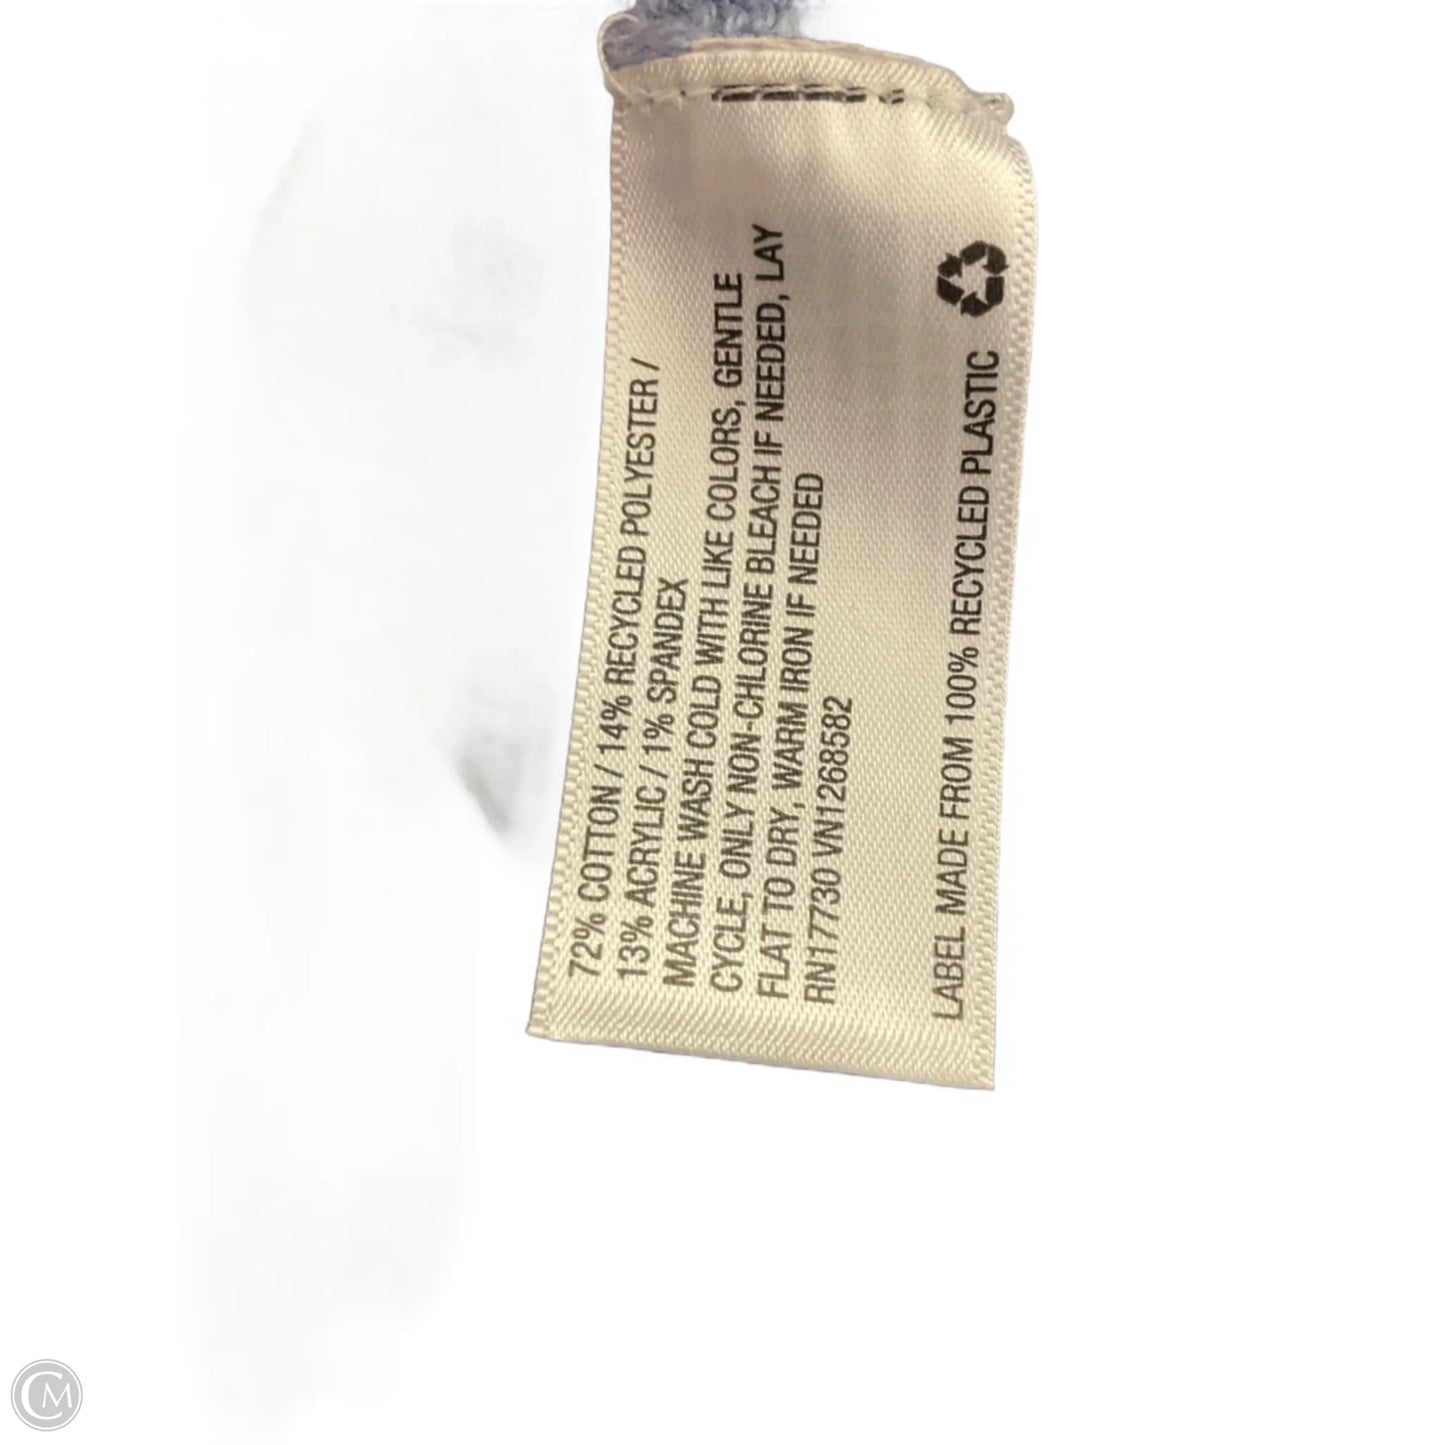 72% COTTON / 14% RECYCLED POLYESTER /
13% ACRYLIC / 1% SPANDEX
MACHINE WASH COLD WITH LIKE COLORS, GENTLE
CYCLE, ONLY NON-CHLORINE BLEACH IF NEEDED, LAY
FLAT TO DRY, WARM IRON IF NEEDED
RN17730 VN1268582
LABEL MADE FROM 100% RECYCLED PLASTIC
CM